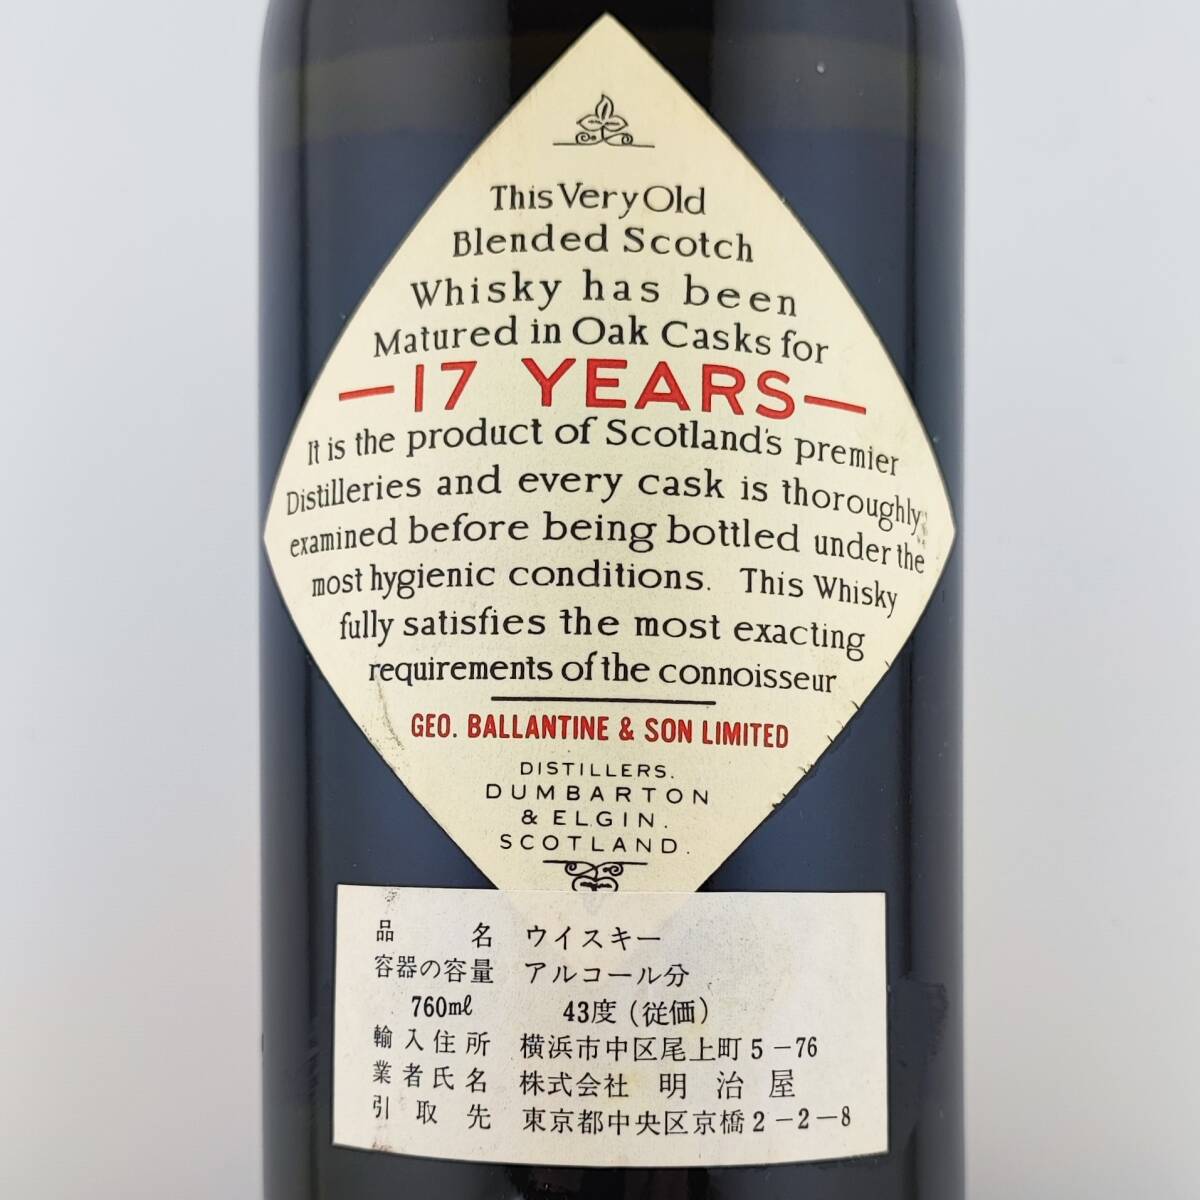 This Very Old
Blended Scotch
Whisky has been
Matured in Oak Casks for
—17 YEARS—
It is the product of Scotland's premier
Distilleries and every cask is thoroughly
examined before being bottled under the
most hygienic conditions. This Whisky
fully satisfies the most exacting
requirements of the connoisseur
GEO. BALLANTINE & SON LIMITED
DISTILLERS.
DUMBARTON
& ELGIN.
SCOTLAND.
品名 ウイスキー
容器の容量 アルコール分
760ml 43度(従価)
輸入住所 横浜市中区尾上町5-76
業者氏名 株式会社 明治屋
引取先 東京都中央区京橋2-2-8